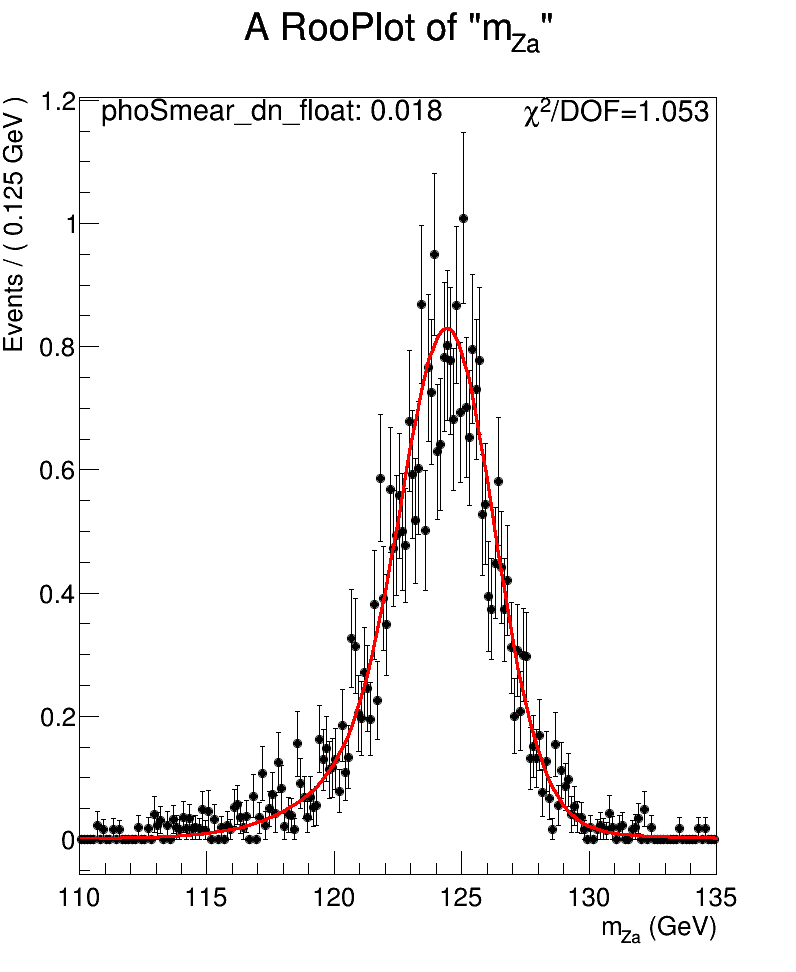 A RooPlot of "m_Za"
phoSmear_dn_float: 0.018 χ²/DOF=1.053
Events / ( 0.125 GeV )
1.2
1
0.8
0.6
0.4
0.2
0
110 115 120 125 130 135
m_Za (GeV)